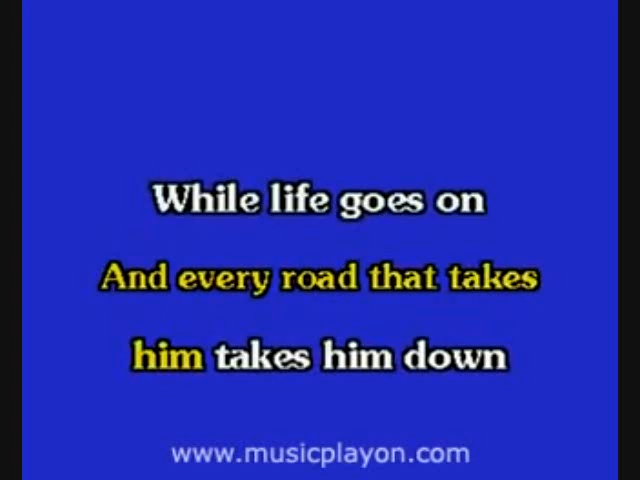 While life goes on
And every road that takes
him takes him down
www.musicplayon.com